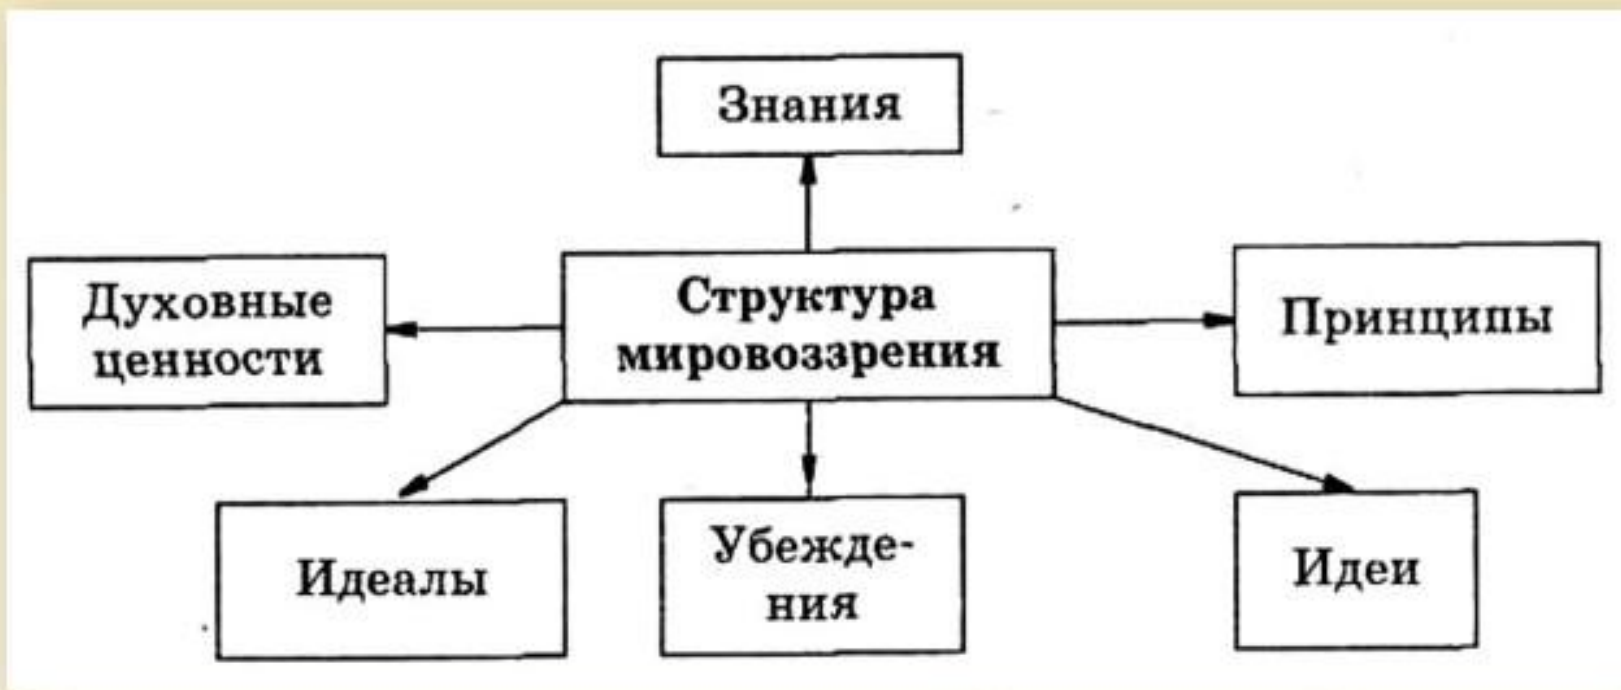 Знания
Духовные
ценности
Структура
мировоззрения
Принципы
Идеалы
Убежде-
ния
Идеи